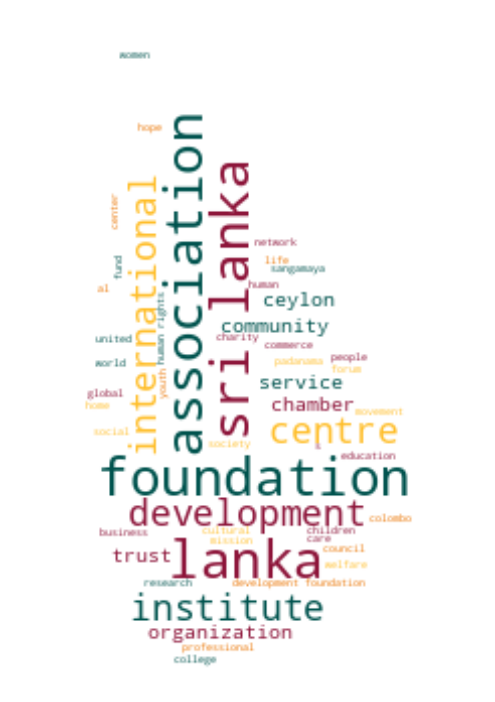 women
hope
association
sri lanka
international
center
network
life
sangamaya
fund
human
al
ceylon
human rights
community
united
charity
commerce
world
people
padanama
forum
youth
service
global
home
chamber
movement
social
centre
society
education
foundation
development
colombo
business
cultural
children
mission
care
council
trust
lanka
welfare
research
development foundation
institute
organization
professional
college